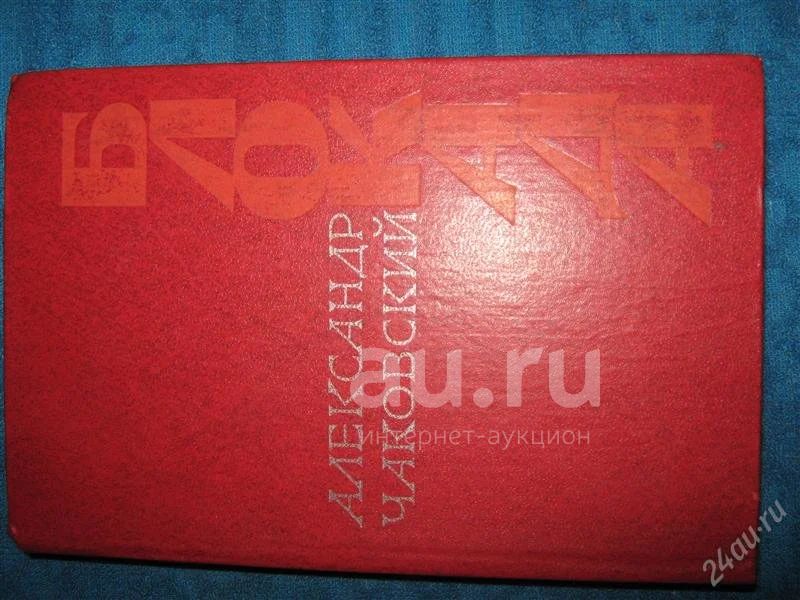 БЛОКАДА
АЛЕКСАНДР
ЧАКОВСКИЙ
au.ru
интернет-аукцион
24au.ru